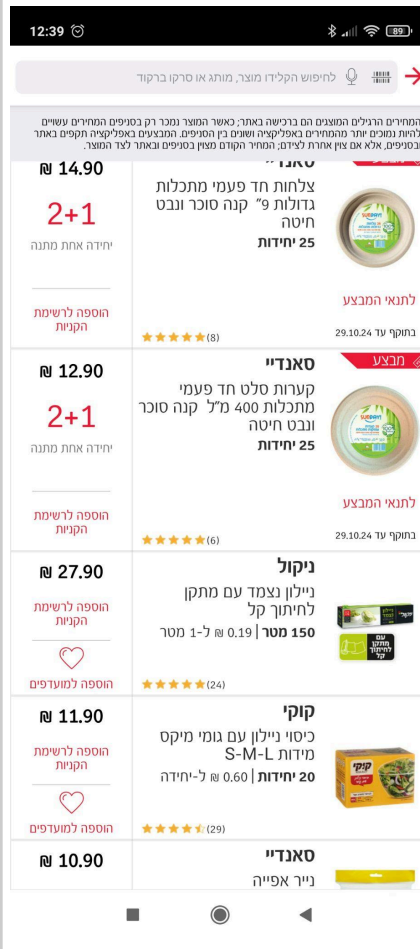 12:39
89
לחיפוש הקלידו מוצר, מותג או סרקו ברקוד
המחירים הרגילים המוצגים הם ברכישה באתר; כאשר המוצר נמכר רק בסניפים המחירים עשויים
להיות נמוכים יותר מהמחירים באפליקציה ושונים בין הסניפים. המבצעים באפליקציה תקפים באתר
ובסניפים, אלא אם צוין אחרת לצידם; המחיר הקודם מצוין בסניפים ובאתר לצד המוצר.
מבצע
סאנדיי
צלחות חד פעמי מתכלות
גדולות 9״ קנה סוכר ונבט
חיטה
25 יחידות
(8)
₪ 14.90
2+1
יחידה אחת מתנה
הוספה לרשימת
הקניות
SUNDAY!
לתנאי המבצע
בתוקף עד 29.10.24
מבצע
סאנדיי
קערות סלט חד פעמי
מתכלות 400 מ״ל קנה סוכר
ונבט חיטה
25 יחידות
(6)
₪ 12.90
2+1
יחידה אחת מתנה
הוספה לרשימת
הקניות
SUNDAY!
לתנאי המבצע
בתוקף עד 29.10.24
ניקול
ניילון נצמד עם מתקן
לחיתוך קל
150 מטר | 0.19 ₪ ל-1 מטר
(24)
₪ 27.90
הוספה לרשימת
הקניות
הוספה למועדפים
עם
מתקן
לחיתוך
קל
קוקי
כיסוי ניילון עם גומי מיקס
מידות S-M-L
20 יחידות | 0.60 ₪ ל-יחידה
(29)
₪ 11.90
הוספה לרשימת
הקניות
הוספה למועדפים
קוקי
סאנדיי
נייר אפייה
₪ 10.90